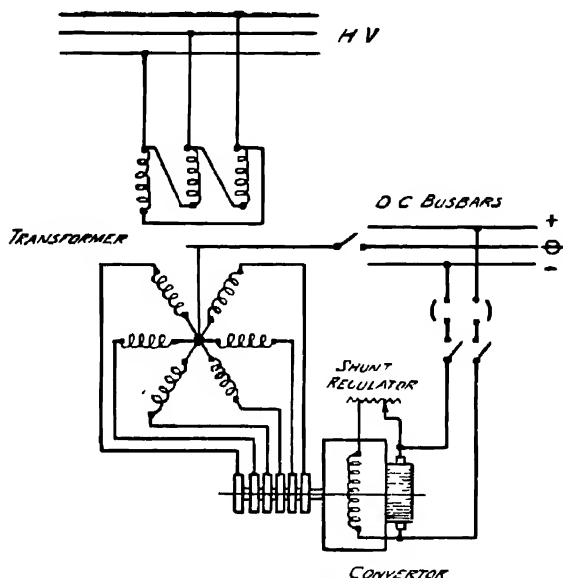 H V
D C BUSBARS
+
TRANSFORMER
-
SHUNT
REGULATOR
CONVERTOR